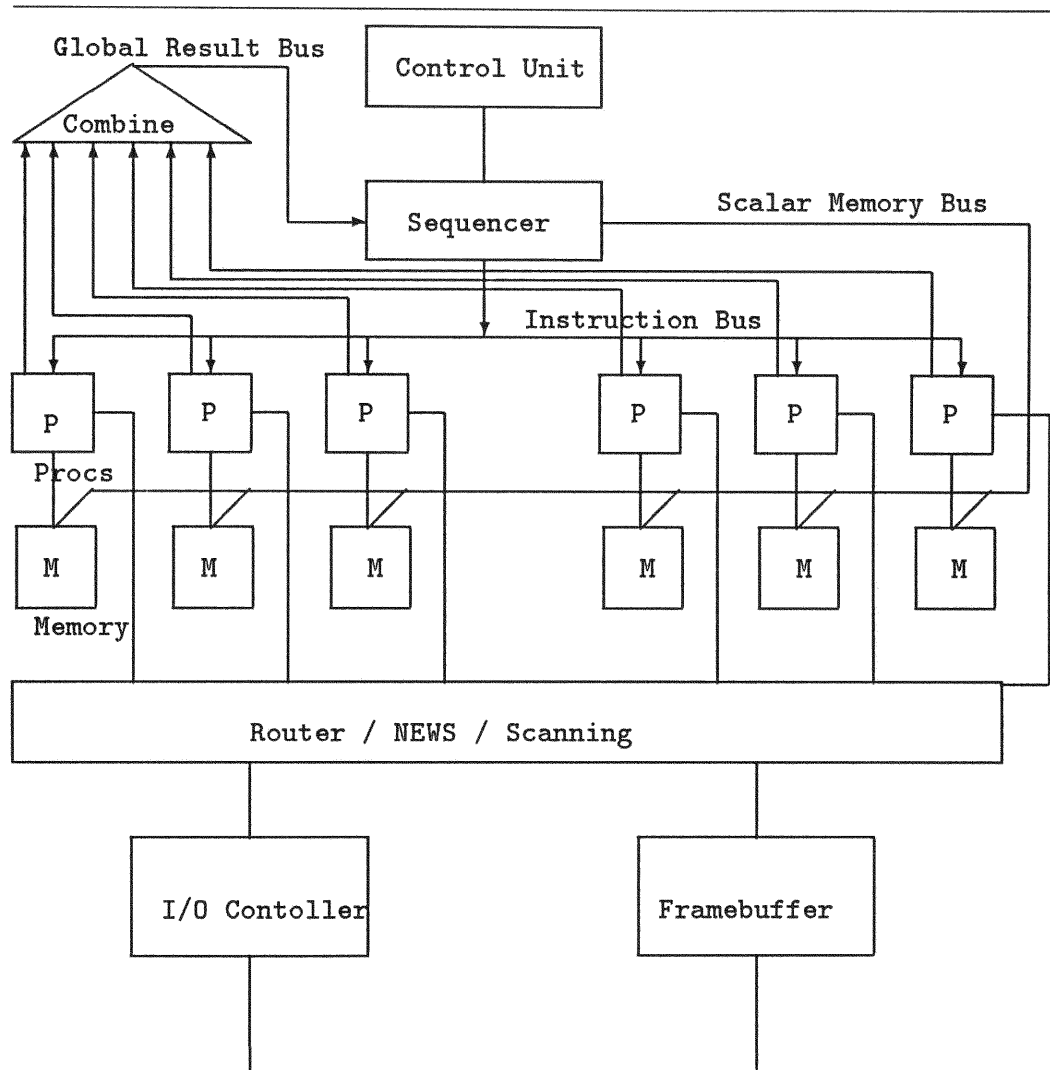 Global Result Bus
Control Unit
Combine
Scalar Memory Bus
Sequencer
Instruction Bus
P P P P P P
Procs
M M M M M M
Memory
Router / NEWS / Scanning
I/O Contoller
Framebuffer